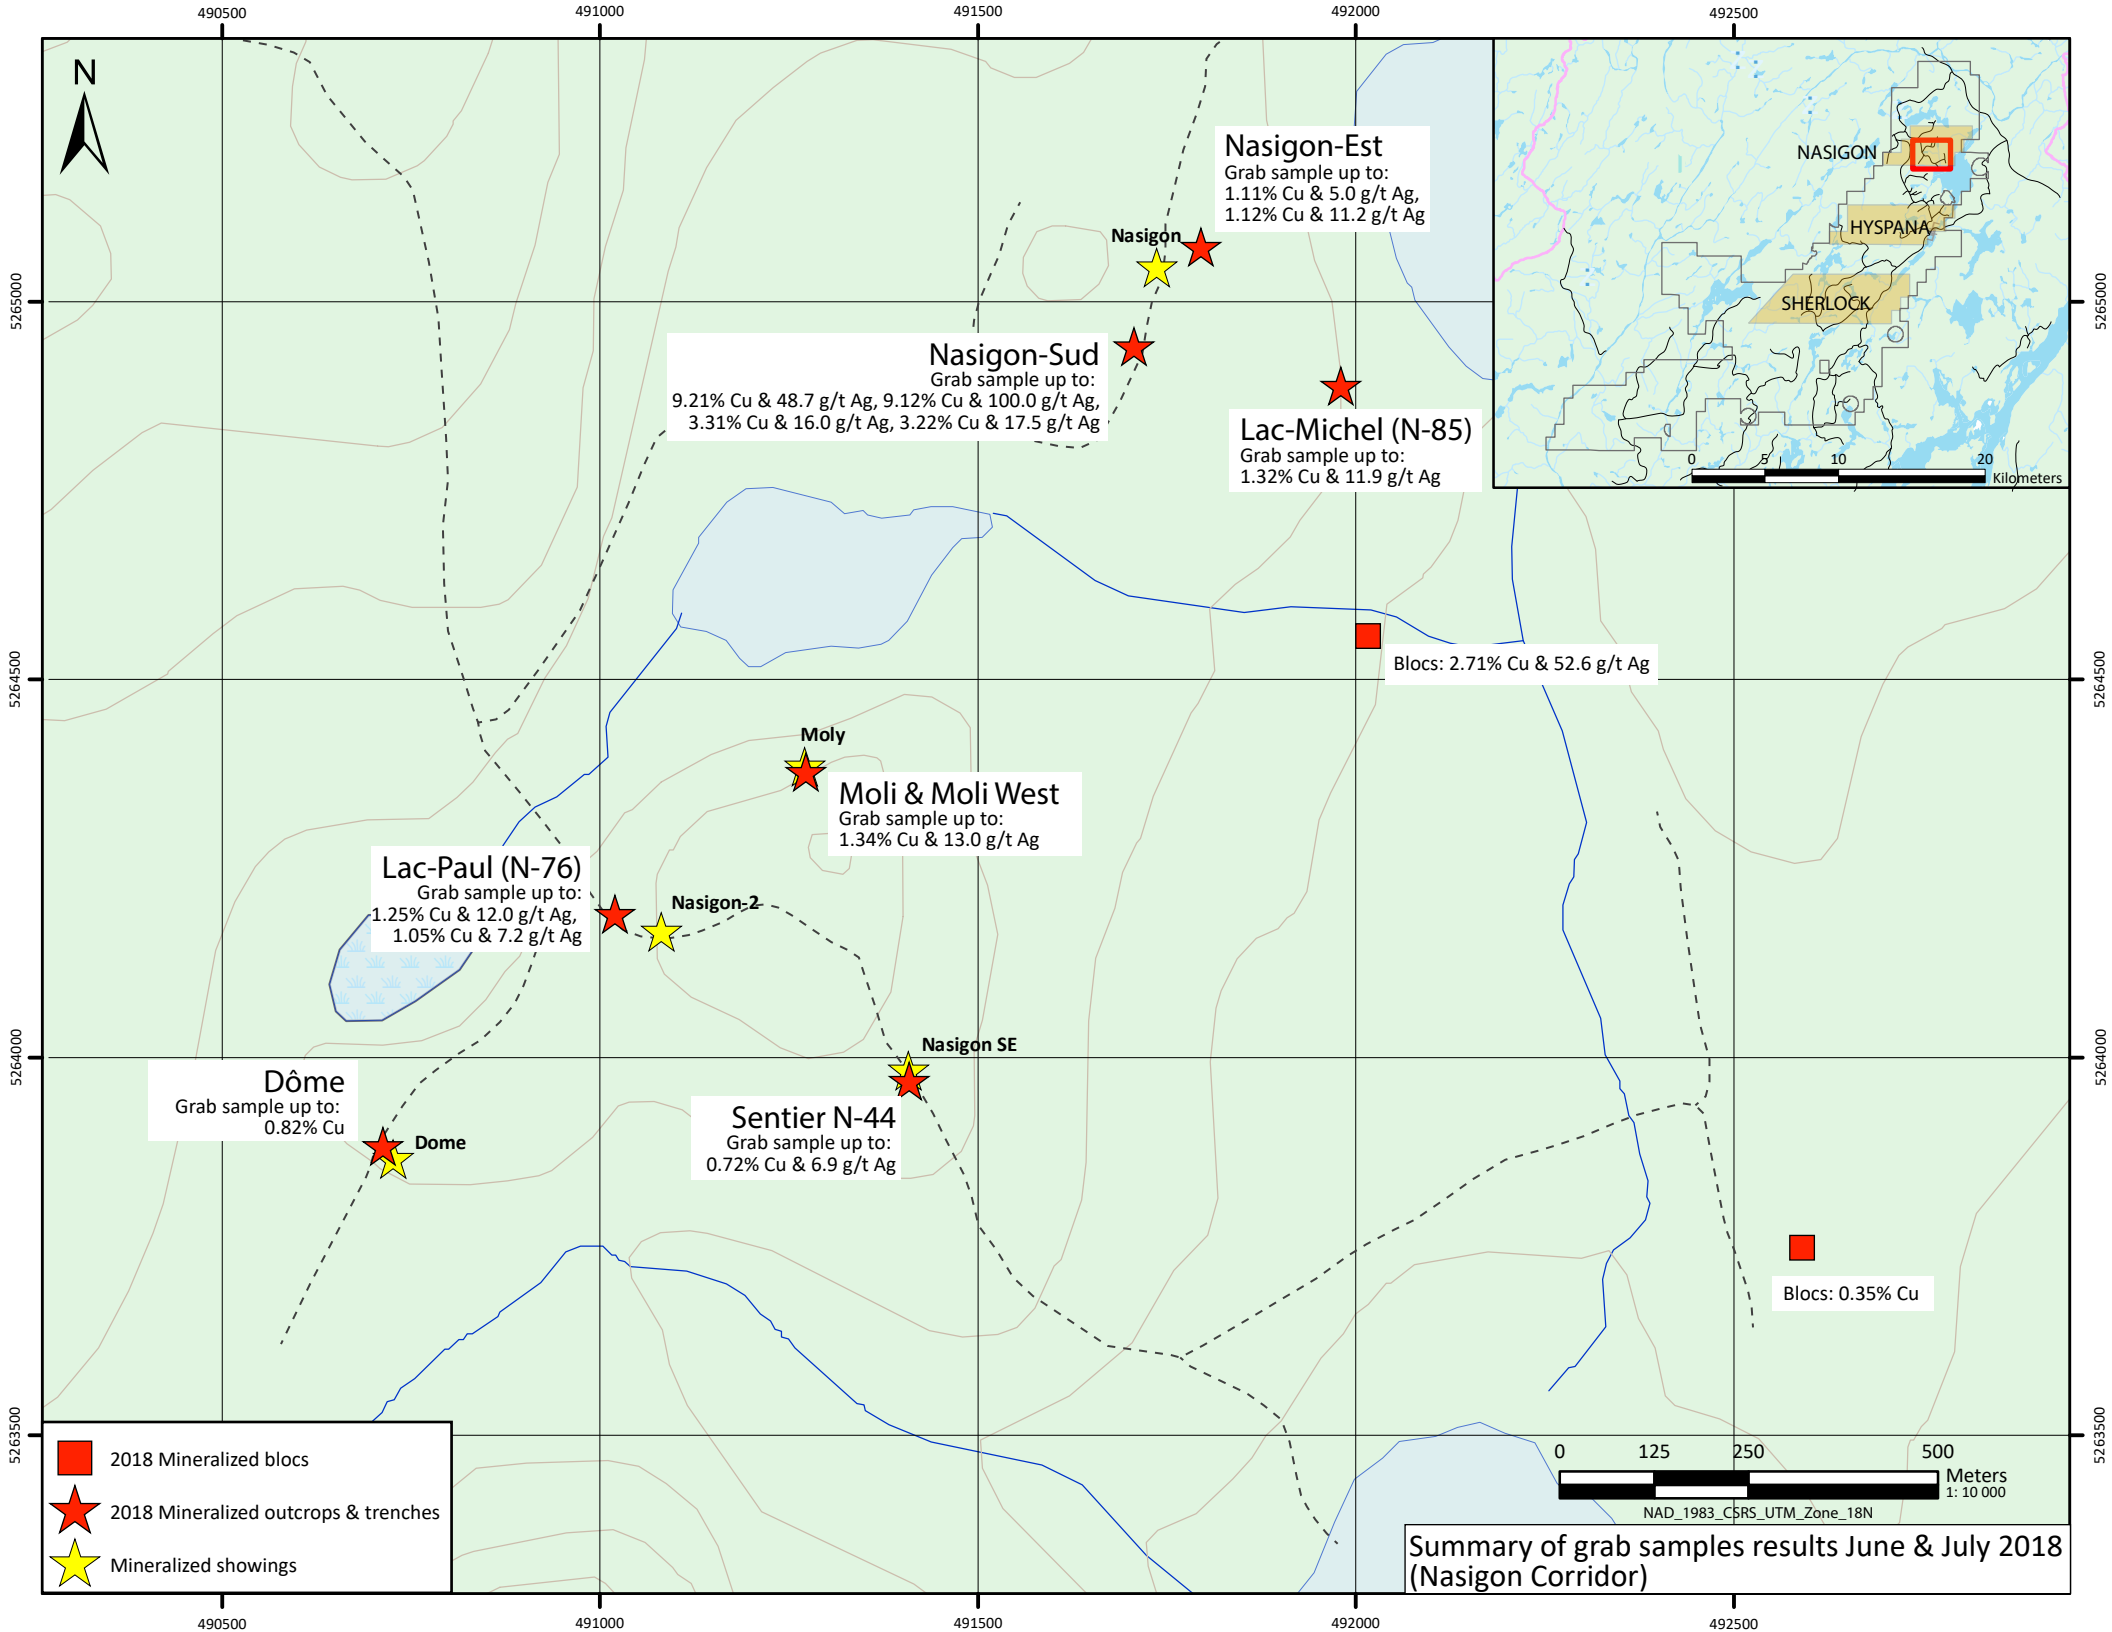 490500
491000
491500
492000
492500
N
Nasigon-Est
Grab sample up to:
1.11% Cu & 5.0 g/t Ag,
1.12% Cu & 11.2 g/t Ag
Nasigon
NASIGON
HYSPANA
SHERLOCK
0
5
10
20
Kilometers
5265000
5265000
Nasigon-Sud
Grab sample up to:
9.21% Cu & 48.7 g/t Ag, 9.12% Cu & 100.0 g/t Ag,
3.31% Cu & 16.0 g/t Ag, 3.22% Cu & 17.5 g/t Ag
Lac-Michel (N-85)
Grab sample up to:
1.32% Cu & 11.9 g/t Ag
Blocs: 2.71% Cu & 52.6 g/t Ag
5264500
5264500
Moly
Moli & Moli West
Grab sample up to:
1.34% Cu & 13.0 g/t Ag
Lac-Paul (N-76)
Grab sample up to:
1.25% Cu & 12.0 g/t Ag,
1.05% Cu & 7.2 g/t Ag
Nasigon-2
5264000
5264000
Nasigon SE
Dôme
Grab sample up to:
0.82% Cu
Dome
Sentier N-44
Grab sample up to:
0.72% Cu & 6.9 g/t Ag
Blocs: 0.35% Cu
5263500
5263500
2018 Mineralized blocs
2018 Mineralized outcrops & trenches
Mineralized showings
0
125
250
500
Meters
1: 10 000
NAD_1983_CSRS_UTM_Zone_18N
Summary of grab samples results June & July 2018
(Nasigon Corridor)
490500
491000
491500
492000
492500